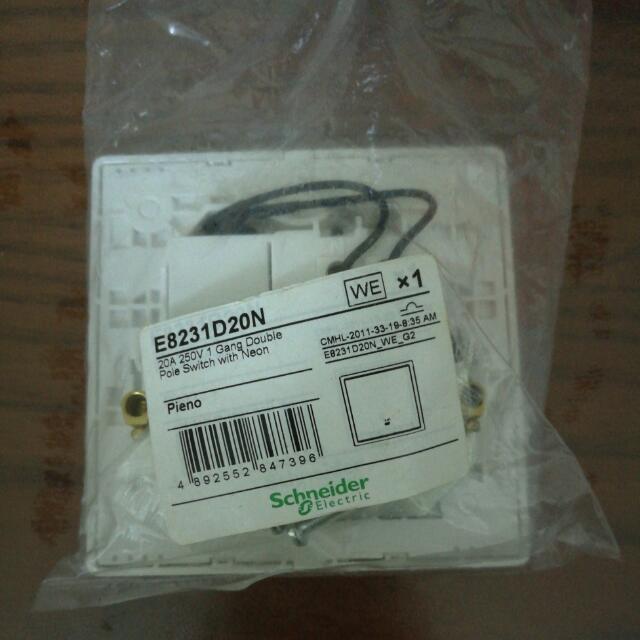 WE ×1
E8231D20N
20A 250V 1 Gang Double
Pole Switch with Neon
CMHL-2011-33-19-8:35 AM
E8231D20N_WE_G2
Pieno
4 892552 847396
Schneider
Electric